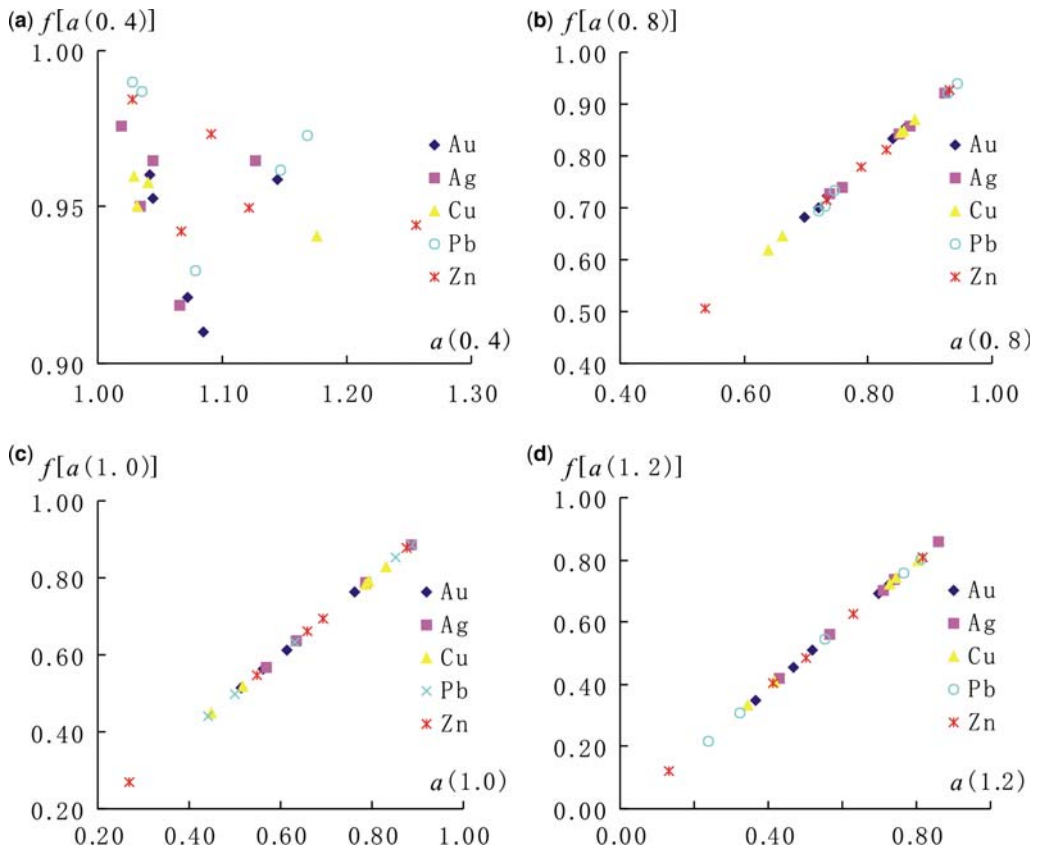 (a) f[a(0.4)]
1.00
0.95
0.90
1.00 1.10 1.20 1.30
Au
Ag
Cu
Pb
Zn
a(0.4)
(b) f[a(0.8)]
1.00
0.90
0.80
0.70
0.60
0.50
0.40
0.40 0.60 0.80 1.00
Au
Ag
Cu
Pb
Zn
a(0.8)
(c) f[a(1.0)]
1.00
0.80
0.60
0.40
0.20
0.20 0.40 0.60 0.80 1.00
Au
Ag
Cu
Pb
Zn
a(1.0)
(d) f[a(1.2)]
1.00
0.80
0.60
0.40
0.20
0.00
0.00 0.40 0.80
Au
Ag
Cu
Pb
Zn
a(1.2)